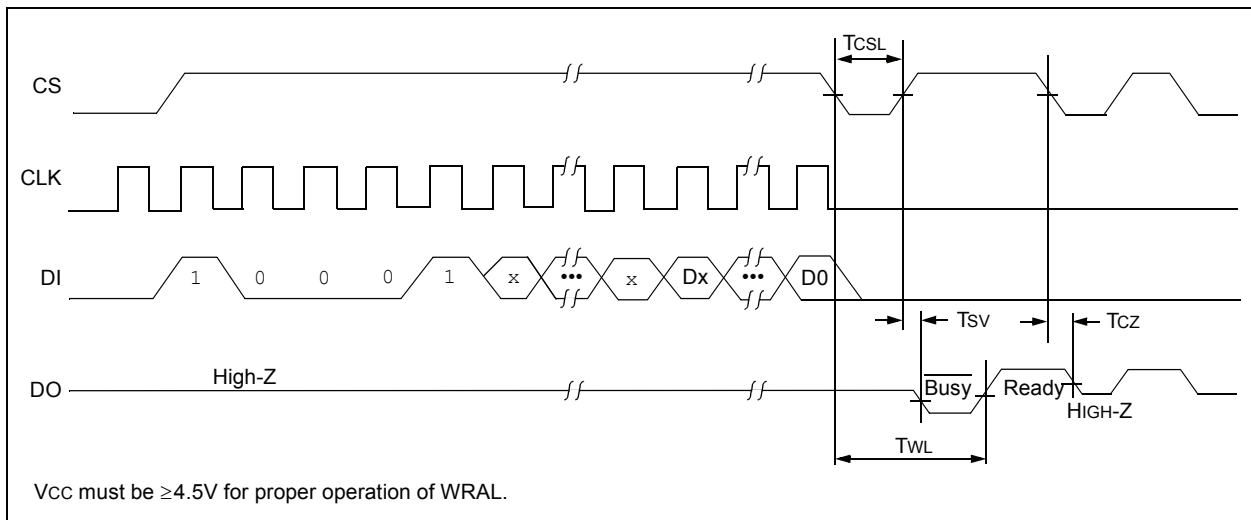 TCSL
CS
CLK
DI 1 0 0 0 1 x ••• x Dx ••• D0
TSV TCZ
DO High-Z Busy Ready
HIGH-Z
TWL
VCC must be ≥4.5V for proper operation of WRAL.